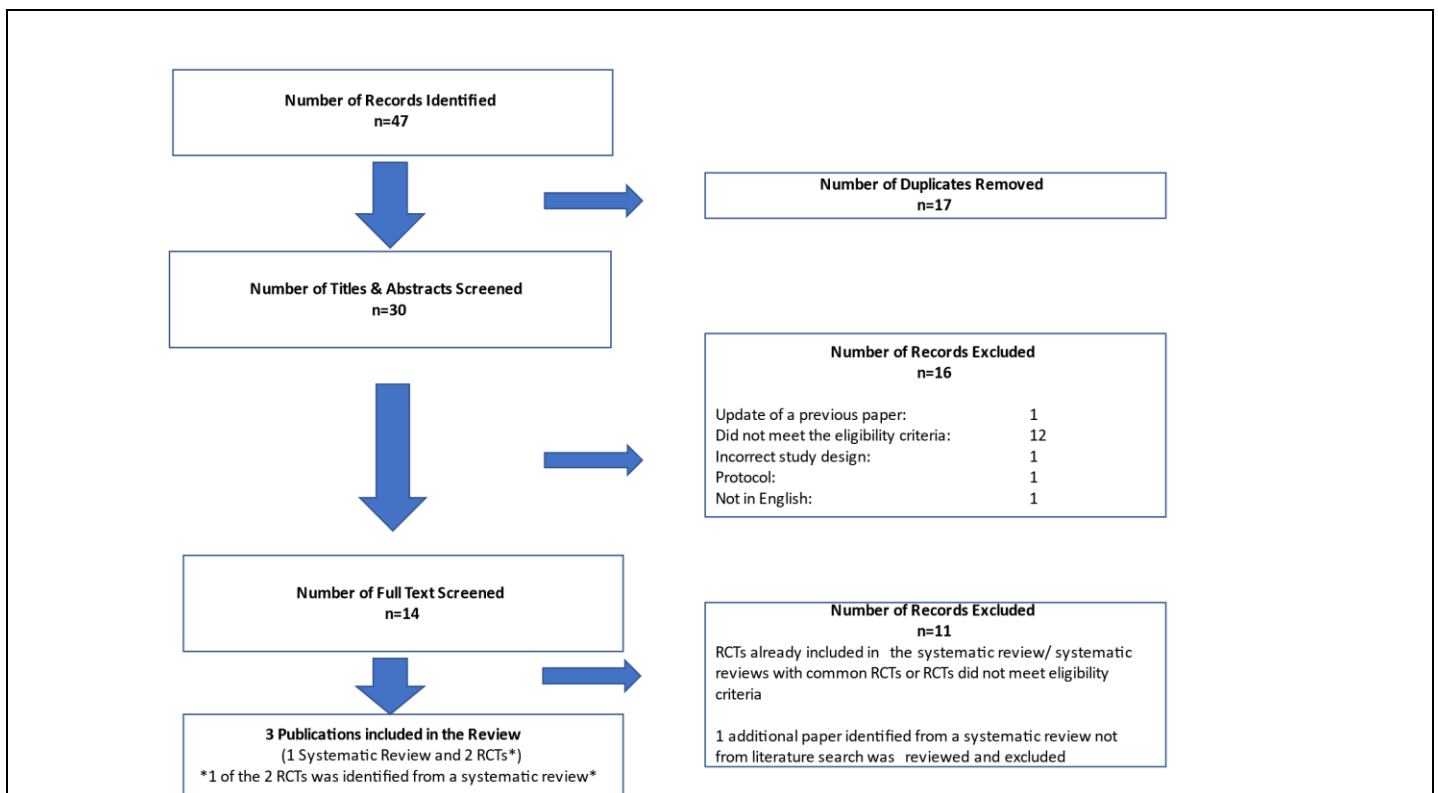 Number of Records Identified
n=47
Number of Duplicates Removed
n=17
Number of Titles & Abstracts Screened
n=30
Number of Records Excluded
n=16
Update of a previous paper: 1
Did not meet the eligibility criteria: 12
Incorrect study design: 1
Protocol: 1
Not in English: 1
Number of Full Text Screened
n=14
Number of Records Excluded
n=11
RCTs already included in the systematic review/ systematic
reviews with common RCTs or RCTs did not meet eligibility
criteria
1 additional paper identified from a systematic review not
from literature search was reviewed and excluded
3 Publications included in the Review
(1 Systematic Review and 2 RCTs*)
*1 of the 2 RCTs was identified from a systematic review*